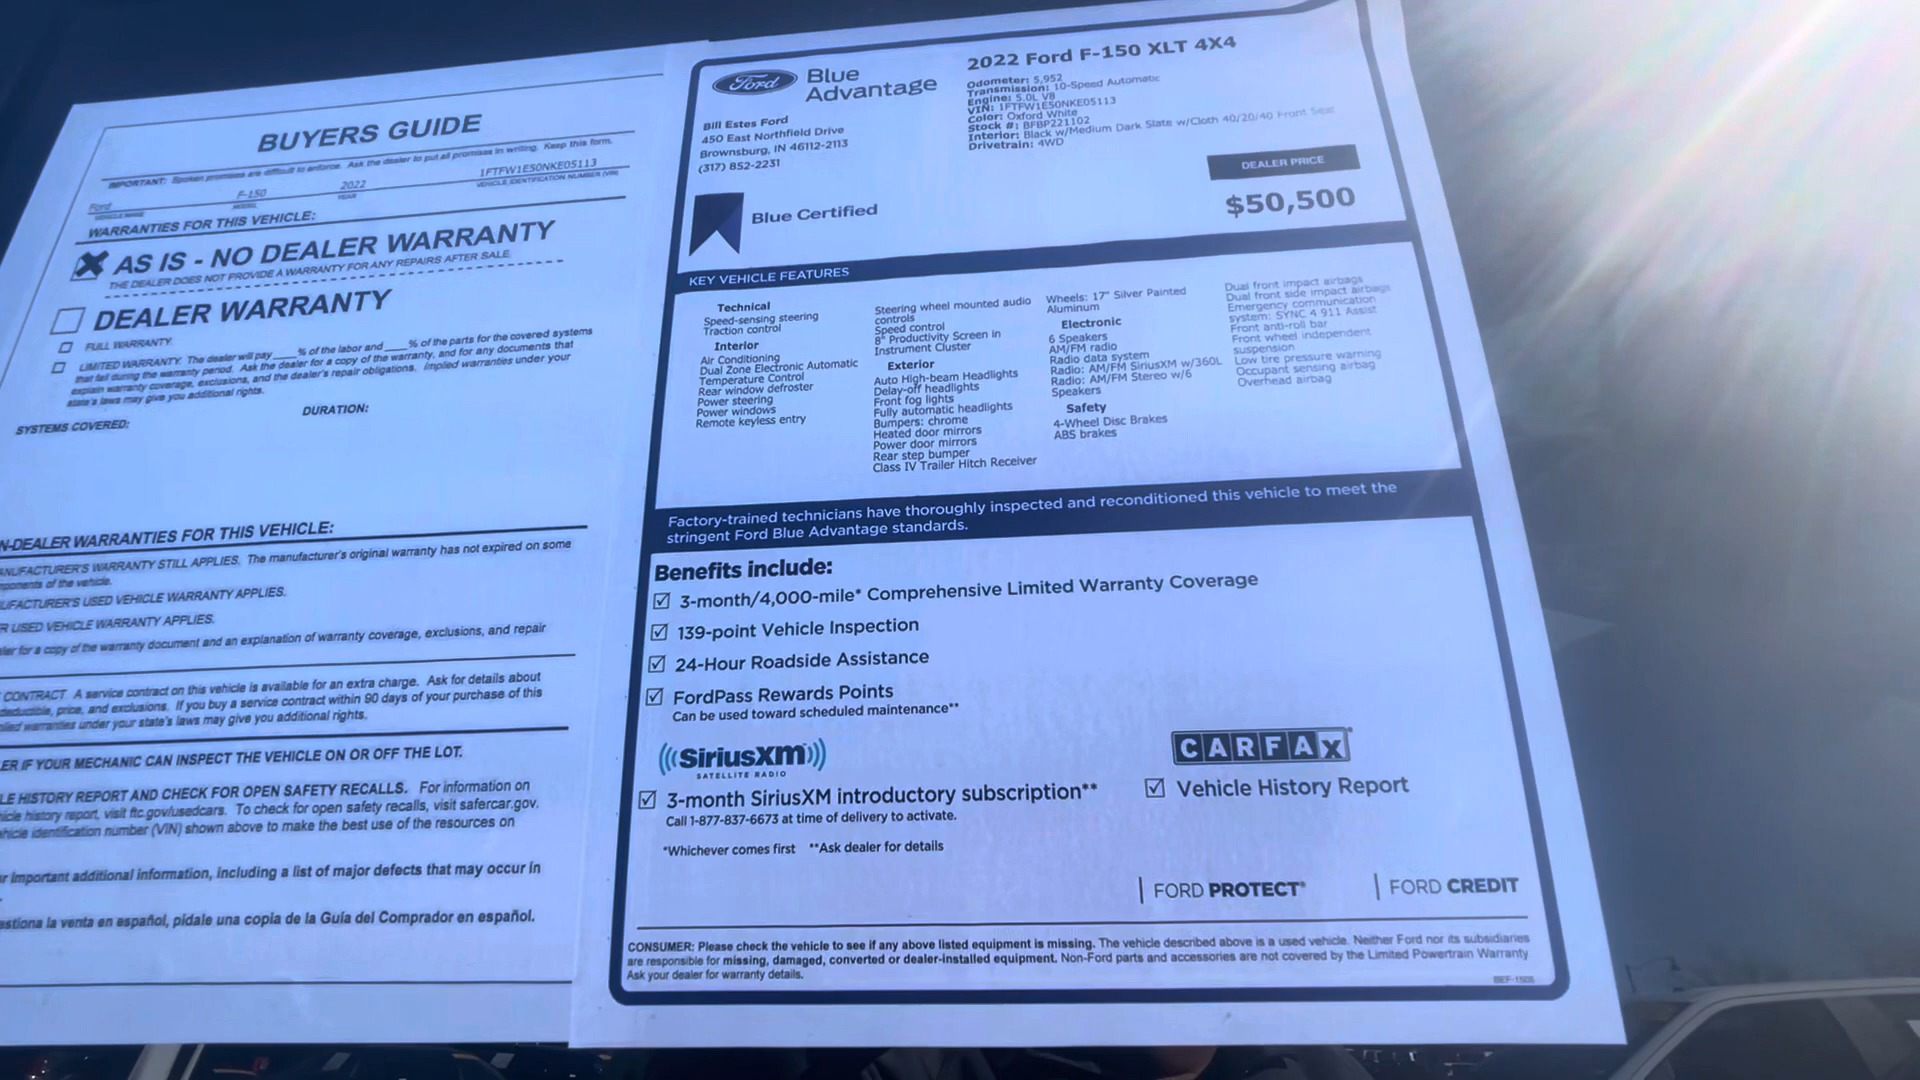 BUYERS GUIDE
IMPORTANT: Spoken promises are difficult to enforce. Ask the dealer to put all promises in writing. Keep this form.
Ford F-150 2022 1FTFW1E50NKE05113
VEHICLE MAKE MODEL YEAR VEHICLE IDENTIFICATION NUMBER (VIN)
WARRANTIES FOR THIS VEHICLE:
AS IS - NO DEALER WARRANTY
THE DEALER DOES NOT PROVIDE A WARRANTY FOR ANY REPAIRS AFTER SALE.
DEALER WARRANTY
FULL WARRANTY.
LIMITED WARRANTY. The dealer will pay ____% of the labor and ____% of the parts for the covered systems
that fail during the warranty period. Ask the dealer for a copy of the warranty, and for any documents that
explain warranty coverage, exclusions, and the dealer's repair obligations. Implied warranties under your
state's laws may give you additional rights.
SYSTEMS COVERED: DURATION:
N-DEALER WARRANTIES FOR THIS VEHICLE:
ANUFACTURER'S WARRANTY STILL APPLIES. The manufacturer's original warranty has not expired on some
mponents of the vehicle.
UFACTURER'S USED VEHICLE WARRANTY APPLIES.
R USED VEHICLE WARRANTY APPLIES.
aler for a copy of the warranty document and an explanation of warranty coverage, exclusions, and repair
CONTRACT. A service contract on this vehicle is available for an extra charge. Ask for details about
deductible, price, and exclusions. If you buy a service contract within 90 days of your purchase of this
plied warranties under your state's laws may give you additional rights.
ER IF YOUR MECHANIC CAN INSPECT THE VEHICLE ON OR OFF THE LOT.
LE HISTORY REPORT AND CHECK FOR OPEN SAFETY RECALLS. For information on
hicle history report, visit ftc.gov/usedcars. To check for open safety recalls, visit safercar.gov.
ehicle identification number (VIN) shown above to make the best use of the resources on
r important additional information, including a list of major defects that may occur in
estiona la venta en español, pidale una copia de la Guía del Comprador en español.
Ford
Blue
Advantage
Bill Estes Ford
450 East Northfield Drive
Brownsburg, IN 46112-2113
(317) 852-2231
Blue Certified
2022 Ford F-150 XLT 4X4
Odometer: 5,952
Transmission: 10-Speed Automatic
Engine: 5.0L V8
VIN: 1FTFW1E50NKE05113
Color: Oxford White
Stock #: BFBP221102
Interior: Black w/Medium Dark Slate w/Cloth 40/20/40 Front Seat
Drivetrain: 4WD
DEALER PRICE
$50,500
KEY VEHICLE FEATURES
Technical
Speed-sensing steering
Traction control
Interior
Air Conditioning
Dual Zone Electronic Automatic
Temperature Control
Rear window defroster
Power steering
Power windows
Remote keyless entry
Steering wheel mounted audio
controls
Speed control
8" Productivity Screen in
Instrument Cluster
Exterior
Auto High-beam Headlights
Delay-off headlights
Front fog lights
Fully automatic headlights
Bumpers: chrome
Heated door mirrors
Power door mirrors
Rear step bumper
Class IV Trailer Hitch Receiver
Wheels: 17" Silver Painted
Aluminum
Electronic
6 Speakers
AM/FM radio
Radio data system
Radio: AM/FM SiriusXM w/360L
Radio: AM/FM Stereo w/6
Speakers
Safety
4-Wheel Disc Brakes
ABS brakes
Dual front impact airbags
Dual front side impact airbags
Emergency communication
system: SYNC 4 911 Assist
Front anti-roll bar
Front wheel independent
suspension
Low tire pressure warning
Occupant sensing airbag
Overhead airbag
Factory-trained technicians have thoroughly inspected and reconditioned this vehicle to meet the
stringent Ford Blue Advantage standards.
Benefits include:
3-month/4,000-mile* Comprehensive Limited Warranty Coverage
139-point Vehicle Inspection
24-Hour Roadside Assistance
FordPass Rewards Points
Can be used toward scheduled maintenance**
SiriusXM
SATELLITE RADIO
3-month SiriusXM introductory subscription**
Call 1-877-837-6673 at time of delivery to activate.
CARFAX
Vehicle History Report
*Whichever comes first **Ask dealer for details
FORD PROTECT® FORD CREDIT
CONSUMER: Please check the vehicle to see if any above listed equipment is missing. The vehicle described above is a used vehicle. Neither Ford nor its subsidiaries
are responsible for missing, damaged, converted or dealer-installed equipment. Non-Ford parts and accessories are not covered by the Limited Powertrain Warranty
Ask your dealer for warranty details.